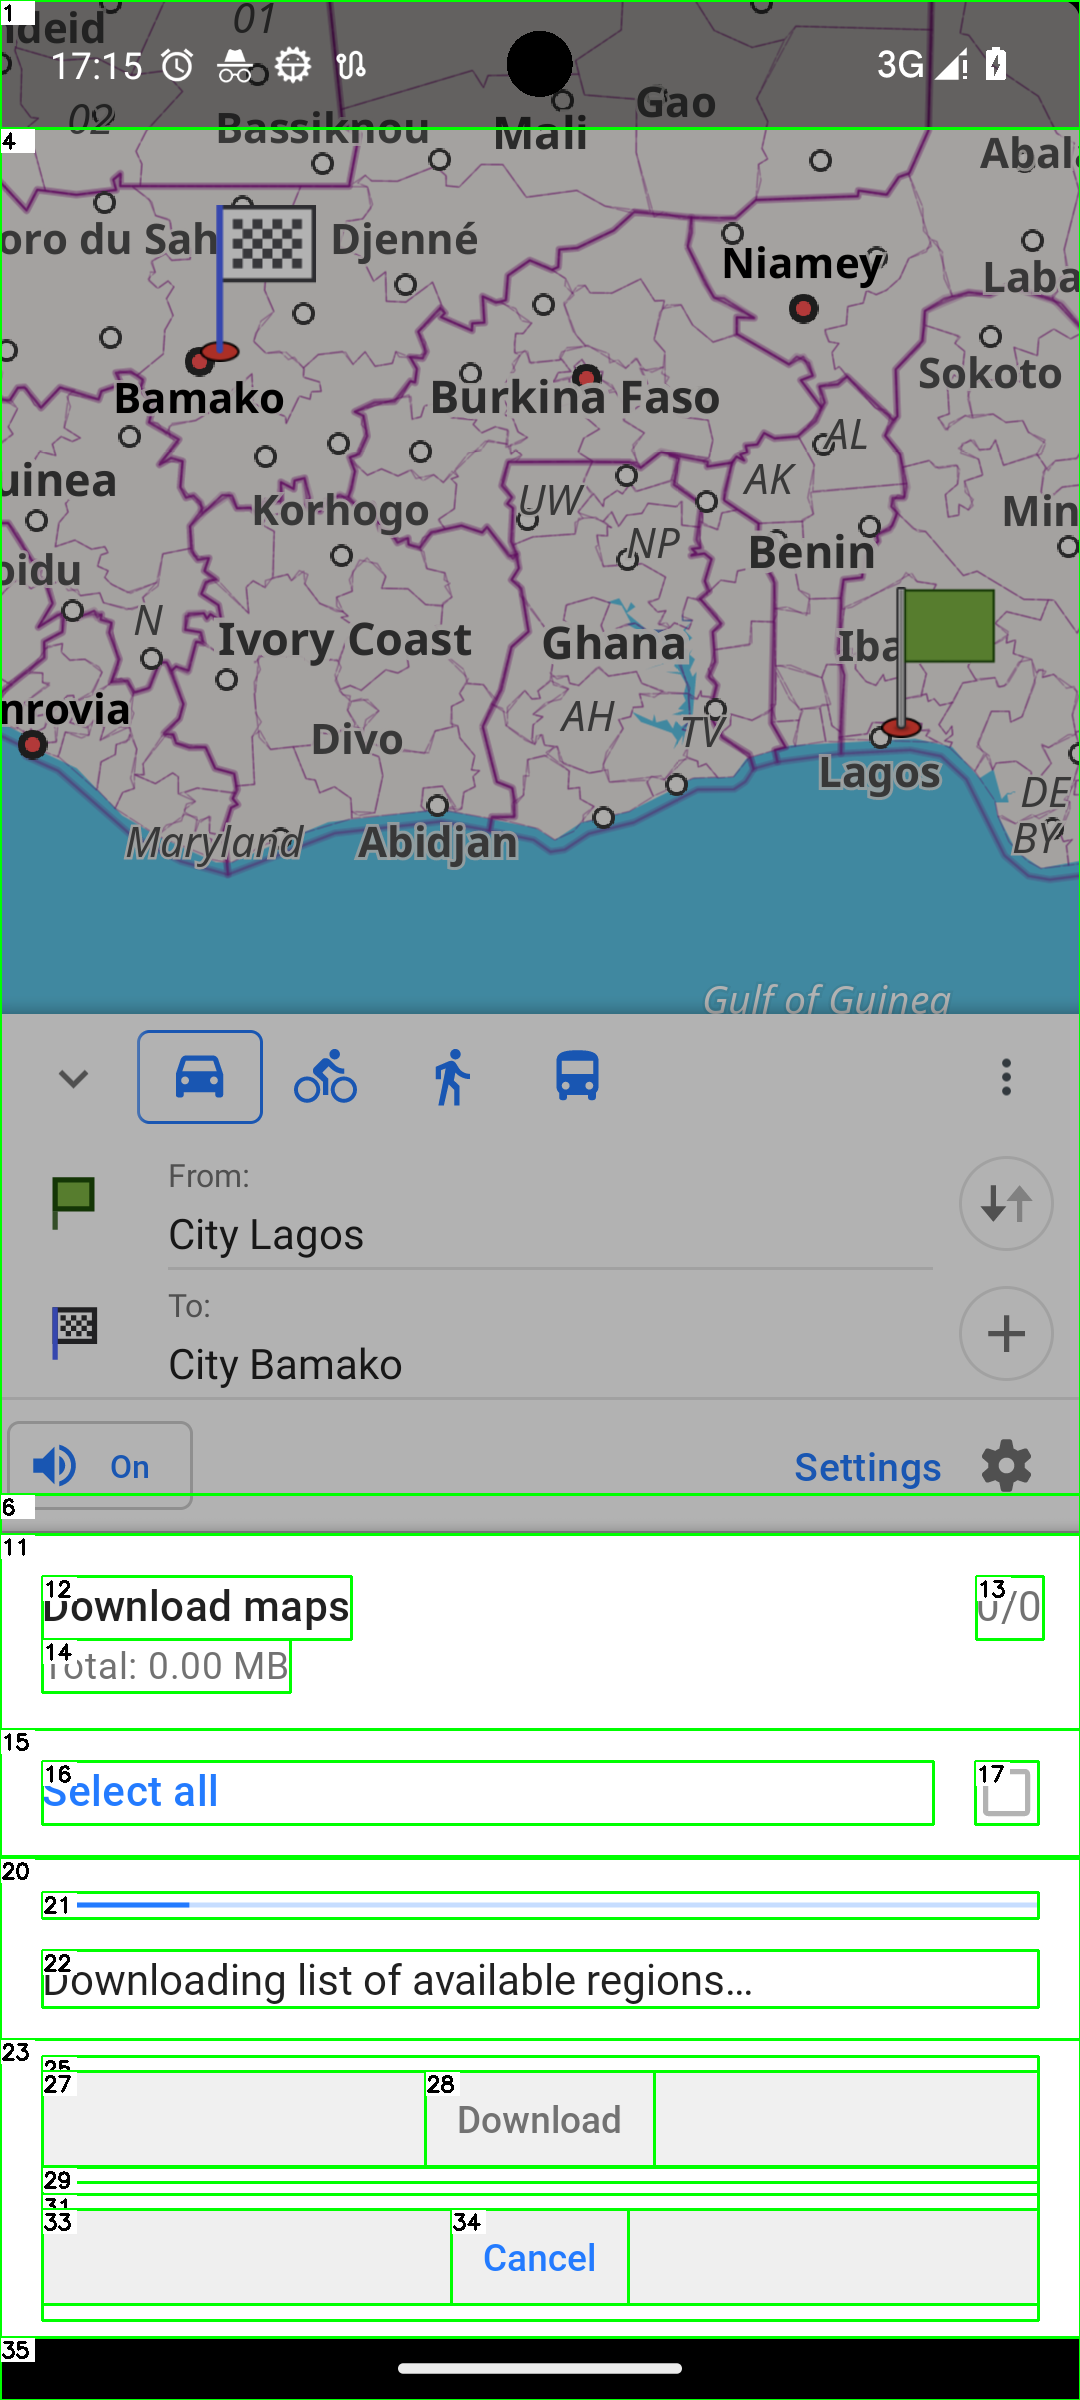 01
17:15
3G
02
Bassiknou
Mali
Gao
oro du Sah
Djenné
Niamey
Laba
Sokoto
Bamako
Burkina Faso
AL
AK
uinea
UW
Korhogo
Min
NP
Benin
oidu
N
Ivory Coast
Ghana
Iba
nrovia
AH
TV
Divo
Lagos
DE
BY
Maryland
Abidjan
Gulf of Guinea
From:
City Lagos
To:
City Bamako
On
Settings
Download maps
0/0
Total: 0.00 MB
Select all
Downloading list of available regions…
Download
Cancel
1
4
6
11
12
13
14
15
16
17
20
21
22
23
27
28
29
33
34
35